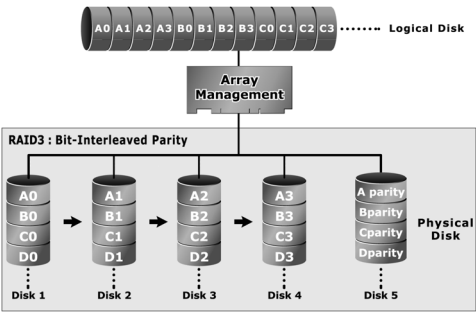 A0 A1 A2 A3 B0 B1 B2 B3 C0 C1 C2 C3 Logical Disk
Array
Management
RAID3 : Bit-Interleaved Parity
A0 A1 A2 A3 A parity
B0 B1 B2 B3 Bparity
C0 C1 C2 C3 Cparity
D0 D1 D2 D3 Dparity
Physical
Disk
Disk 1 Disk 2 Disk 3 Disk 4 Disk 5